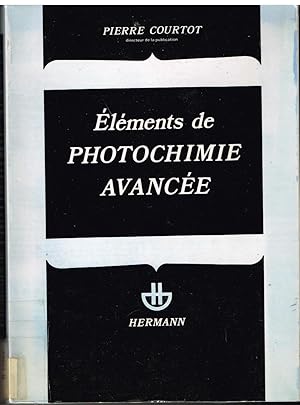 PIERRE COURTOT
directeur de la publication
Éléments de
PHOTOCHIMIE
AVANCÉE
HERMANN